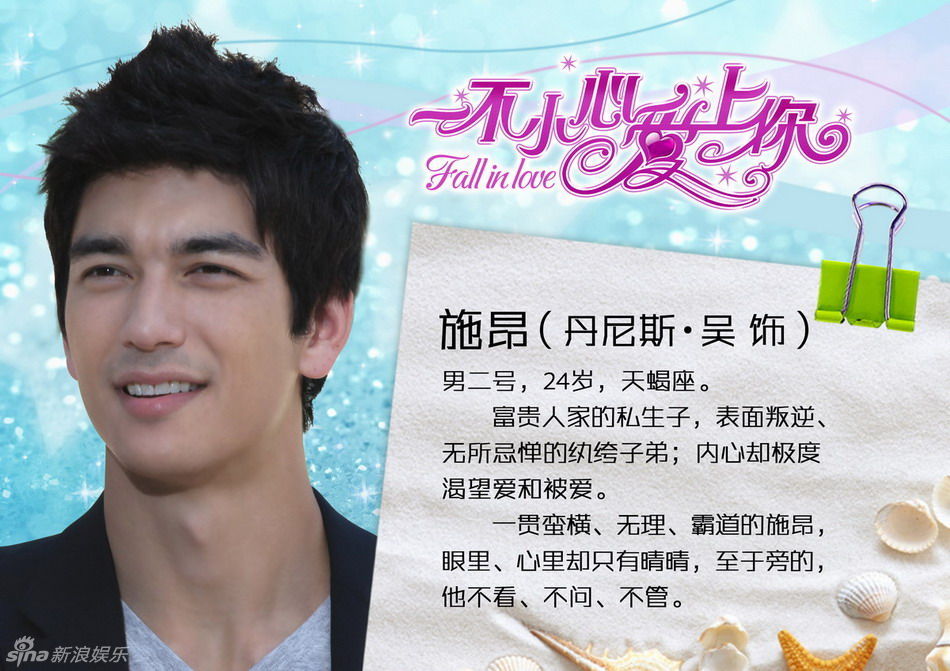 一不小心爱上你
Fall in love
施昂（丹尼斯·吴 饰）
男二号，24岁，天蝎座。
富贵人家的私生子，表面叛逆、
无所忌惮的纨绔子弟；内心却极度
渴望爱和被爱。
一贯蛮横、无理、霸道的施昂，
眼里、心里却只有晴晴，至于旁的，
他不看、不问、不管。
sina新浪娱乐